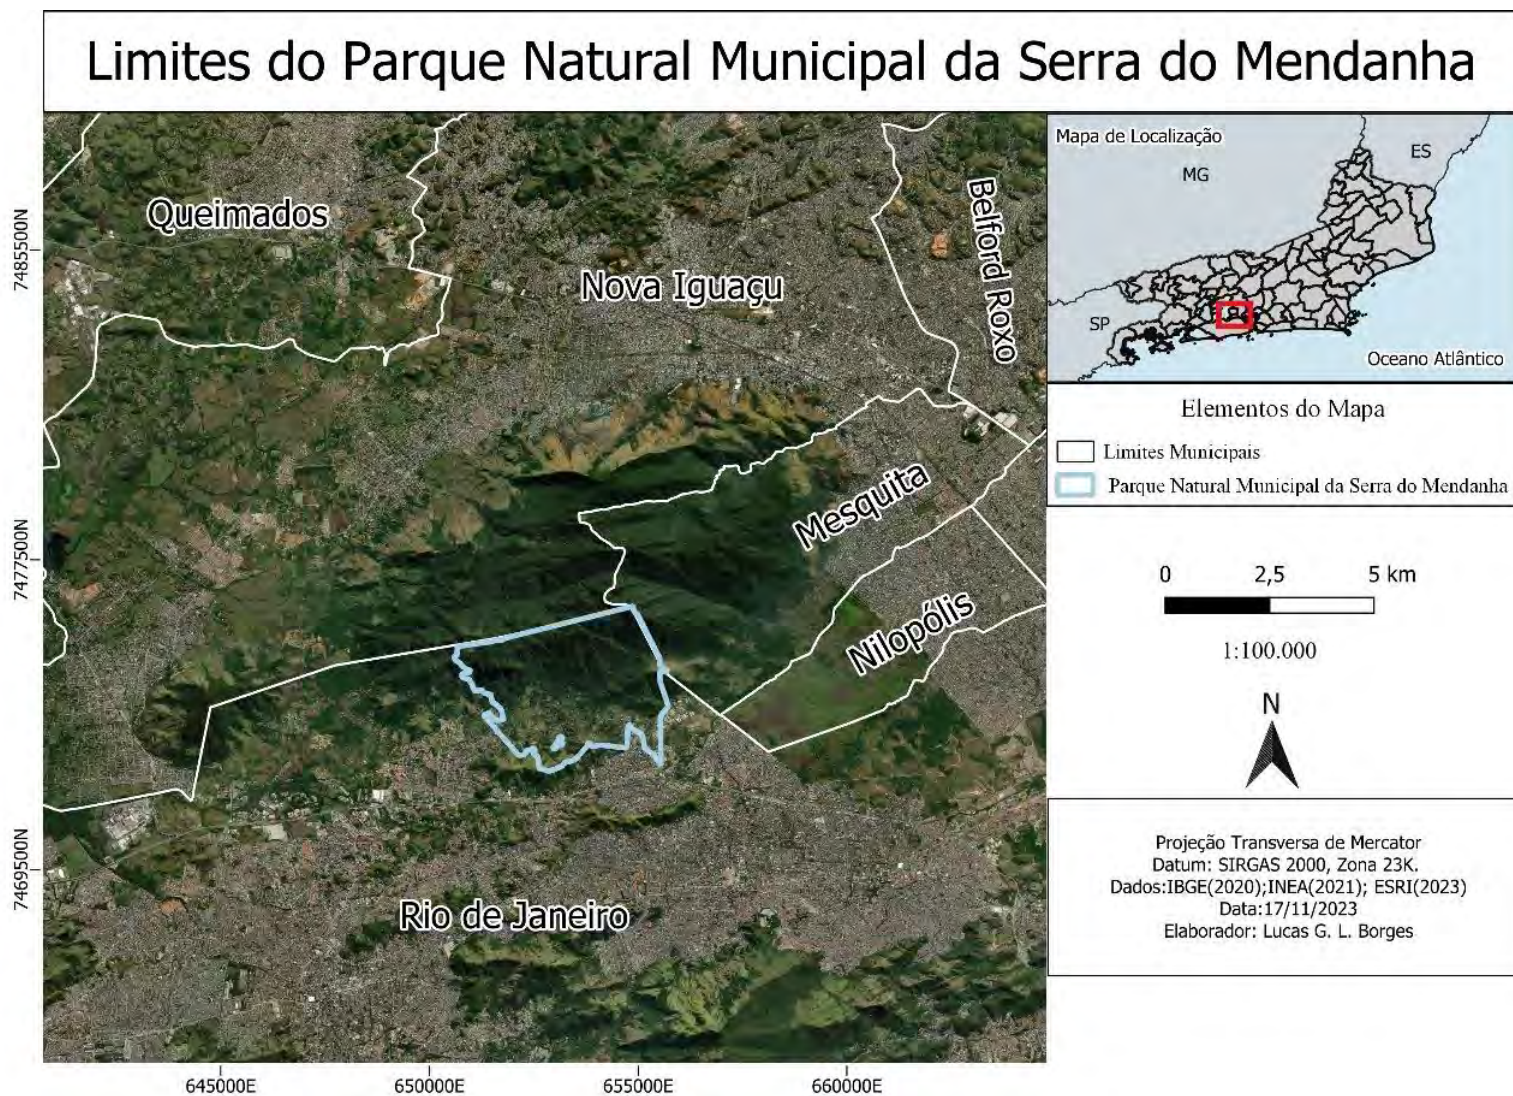 Limites do Parque Natural Municipal da Serra do Mendanha
Queimados
Nova Iguaçu
Belford Roxo
Mesquita
Nilopólis
Rio de Janeiro
7485500N
7477500N
7469500N
645000E
650000E
655000E
660000E
Mapa de Localização
MG
ES
SP
Oceano Atlântico
Elementos do Mapa
Limites Municipais
Parque Natural Municipal da Serra do Mendanha
0 2,5 5 km
1:100.000
N
Projeção Transversa de Mercator
Datum: SIRGAS 2000, Zona 23K.
Dados:IBGE(2020);INEA(2021); ESRI(2023)
Data:17/11/2023
Elaborador: Lucas G. L. Borges